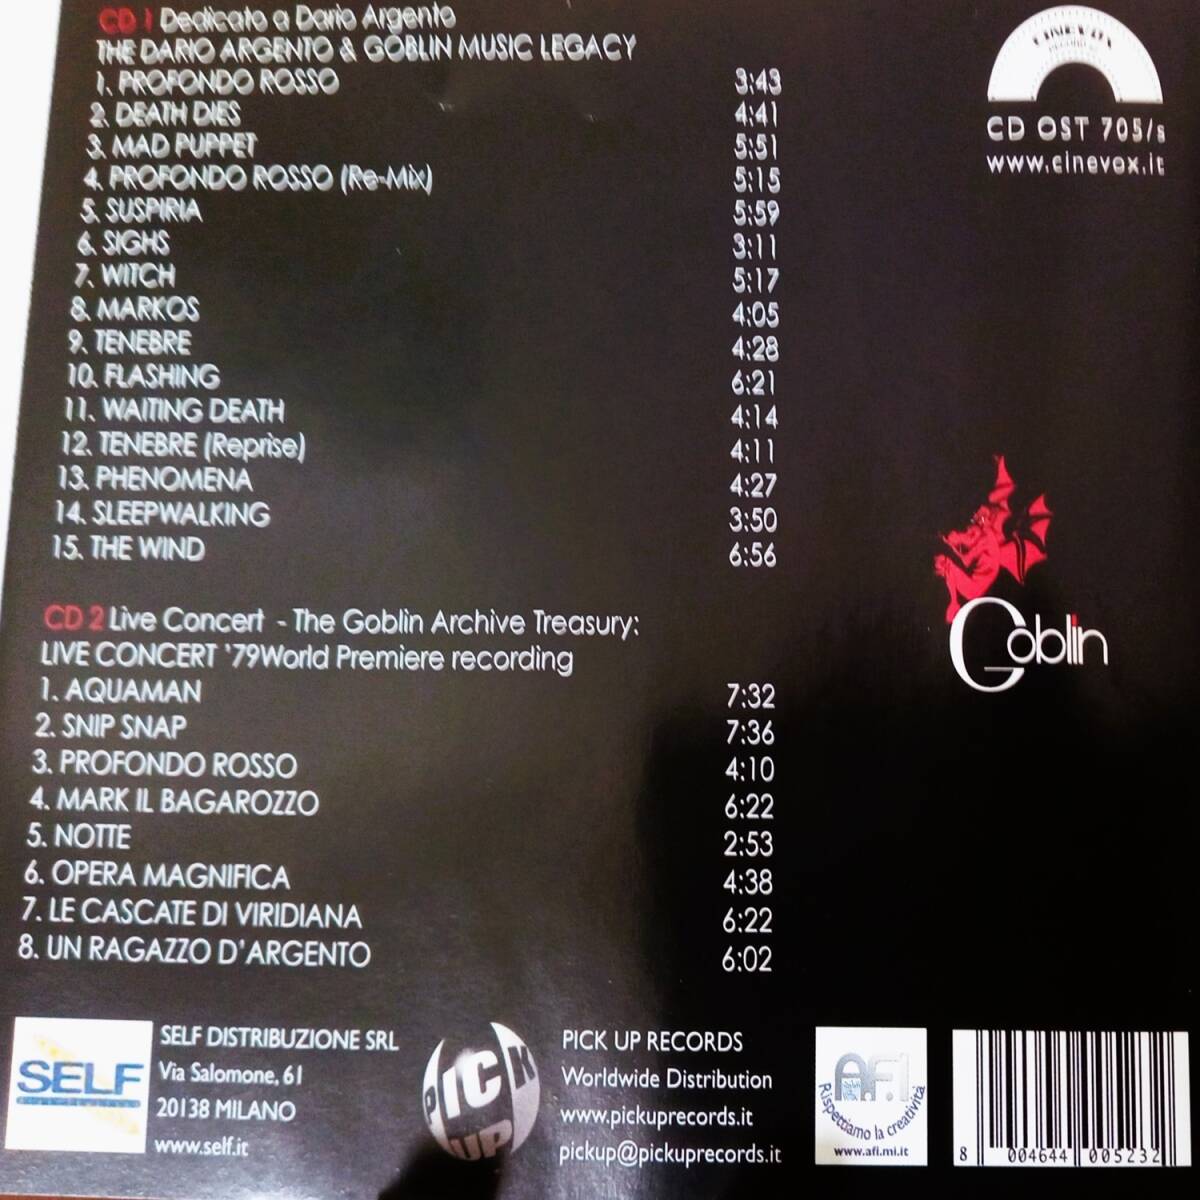 CD 1 Dedicato a Dario Argento
THE DARIO ARGENTO & GOBLIN MUSIC LEGACY
1. PROFONDO ROSSO 3:43
2. DEATH DIES 4:41
3. MAD PUPPET 5:51
4. PROFONDO ROSSO (Re-Mix) 5:15
5. SUSPIRIA 5:59
6. SIGHS 3:11
7. WITCH 5:17
8. MARKOS 4:05
9. TENEBRE 4:28
10. FLASHING 6:21
11. WAITING DEATH 4:14
12. TENEBRE (Reprise) 4:11
13. PHENOMENA 4:27
14. SLEEPWALKING 3:50
15. THE WIND 6:56
CINEVOX
CD OST 705/s
www.cinevox.it
Goblin
CD 2 Live Concert - The Goblin Archive Treasury:
LIVE CONCERT '79World Premiere recording
1. AQUAMAN 7:32
2. SNIP SNAP 7:36
3. PROFONDO ROSSO 4:10
4. MARK IL BAGAROZZO 6:22
5. NOTTE 2:53
6. OPERA MAGNIFICA 4:38
7. LE CASCATE DI VIRIDIANA 6:22
8. UN RAGAZZO D'ARGENTO 6:02
SELF
SELF DISTRIBUZIONE SRL
Via Salomone, 61
20138 MILANO
www.self.it
PICK UP
PICK UP RECORDS
Worldwide Distribution
www.pickuprecords.it
pickup@pickuprecords.it
A.F.I.
Rispettiamo la creatività
www.afi.mi.it
8 004644 005232